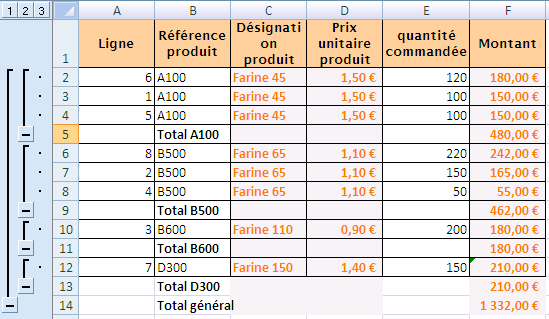 1 2 3 A B C D E F
1 Ligne Référence produit Désignati on produit Prix unitaire produit quantité commandée Montant
2 6 A100 Farine 45 1,50 € 120 180,00 €
3 1 A100 Farine 45 1,50 € 100 150,00 €
4 5 A100 Farine 45 1,50 € 100 150,00 €
5 Total A100 480,00 €
6 8 B500 Farine 65 1,10 € 220 242,00 €
7 2 B500 Farine 65 1,10 € 150 165,00 €
8 4 B500 Farine 65 1,10 € 50 55,00 €
9 Total B500 462,00 €
10 3 B600 Farine 110 0,90 € 200 180,00 €
11 Total B600 180,00 €
12 7 D300 Farine 150 1,40 € 150 210,00 €
13 Total D300 210,00 €
14 Total général 1 332,00 €